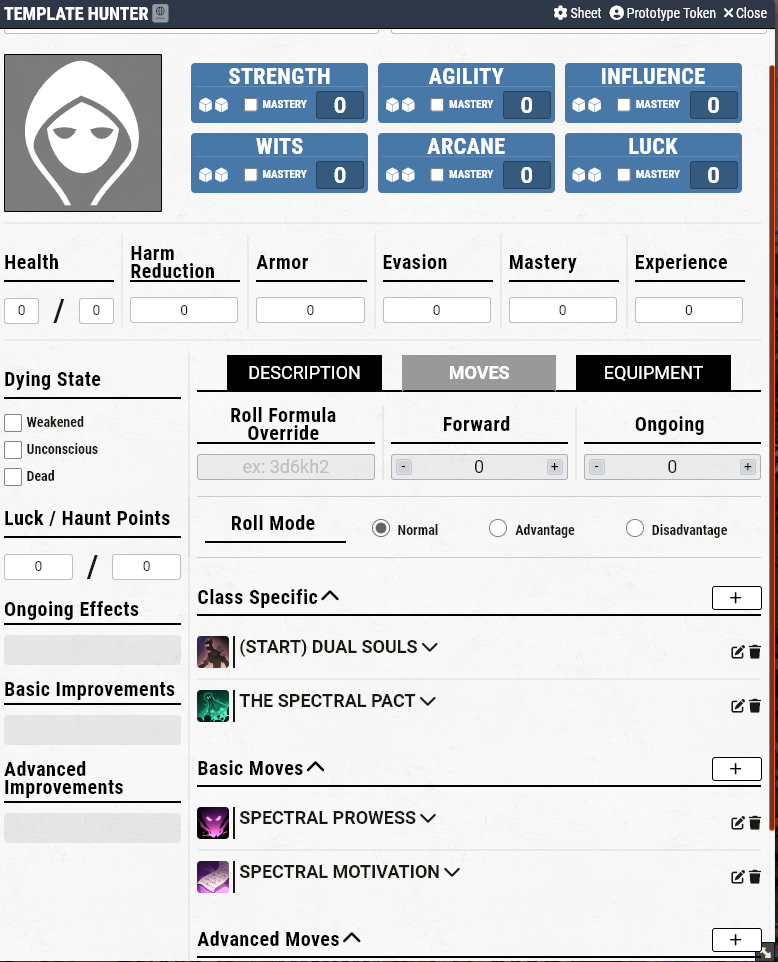 TEMPLATE HUNTER Sheet Prototype Token Close
STRENGTH AGILITY INFLUENCE
MASTERY 0 MASTERY 0 MASTERY 0
WITS ARCANE LUCK
MASTERY 0 MASTERY 0 MASTERY 0
Health Harm Reduction Armor Evasion Mastery Experience
0 / 0 0 0 0 0 0
Dying State
Weakened
Unconscious
Dead
Luck / Haunt Points
0 / 0
Ongoing Effects
Basic Improvements
Advanced
Improvements
DESCRIPTION MOVES EQUIPMENT
Roll Formula
Override Forward Ongoing
ex: 3d6kh2 - 0 + - 0 +
Roll Mode Normal Advantage Disadvantage
Class Specific +
(START) DUAL SOULS
THE SPECTRAL PACT
Basic Moves +
SPECTRAL PROWESS
SPECTRAL MOTIVATION
Advanced Moves +